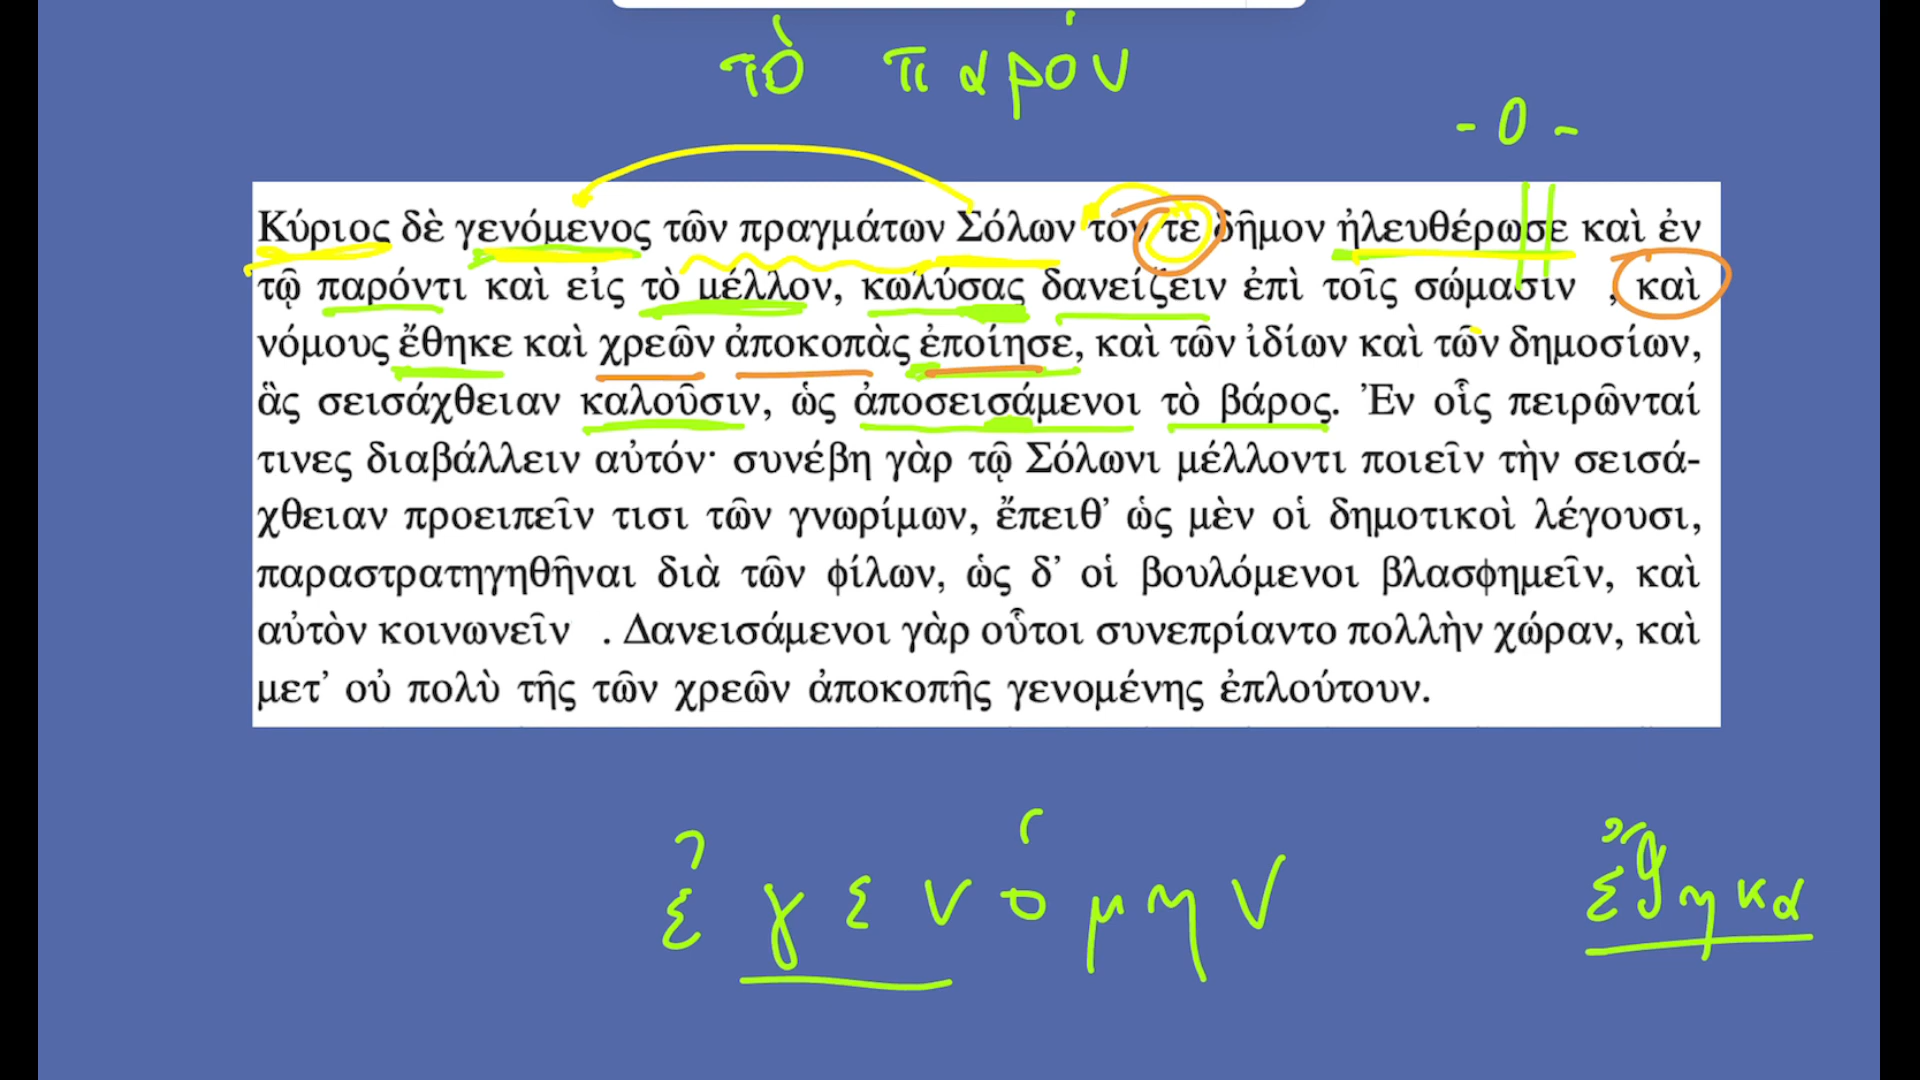 τὸ παρόν
- ο -
Κύριος δὲ γενόμενος τῶν πραγμάτων Σόλων τόν τε δῆμον ἠλευθέρωσε καὶ ἐν
τῷ παρόντι καὶ εἰς τὸ μέλλον, κωλύσας δανείζειν ἐπὶ τοῖς σώμασιν , καὶ
νόμους ἔθηκε καὶ χρεῶν ἀποκοπὰς ἐποίησε, καὶ τῶν ἰδίων καὶ τῶν δημοσίων,
ἃς σεισάχθειαν καλοῦσιν, ὡς ἀποσεισάμενοι τὸ βάρος. Ἐν οἷς πειρῶνταί
τινες διαβάλλειν αὐτόν· συνέβη γὰρ τῷ Σόλωνι μέλλοντι ποιεῖν τὴν σεισά-
χθειαν προειπεῖν τισι τῶν γνωρίμων, ἔπειθ’ ὡς μὲν οἱ δημοτικοὶ λέγουσι,
παραστρατηγηθῆναι διὰ τῶν φίλων, ὡς δ’ οἱ βουλόμενοι βλασφημεῖν, καὶ
αὐτὸν κοινωνεῖν . Δανεισάμενοι γὰρ οὗτοι συνεπρίαντο πολλὴν χώραν, καὶ
μετ’ οὐ πολὺ τῆς τῶν χρεῶν ἀποκοπῆς γενομένης ἐπλούτουν.
ἐγενόμην
ἔθηκα